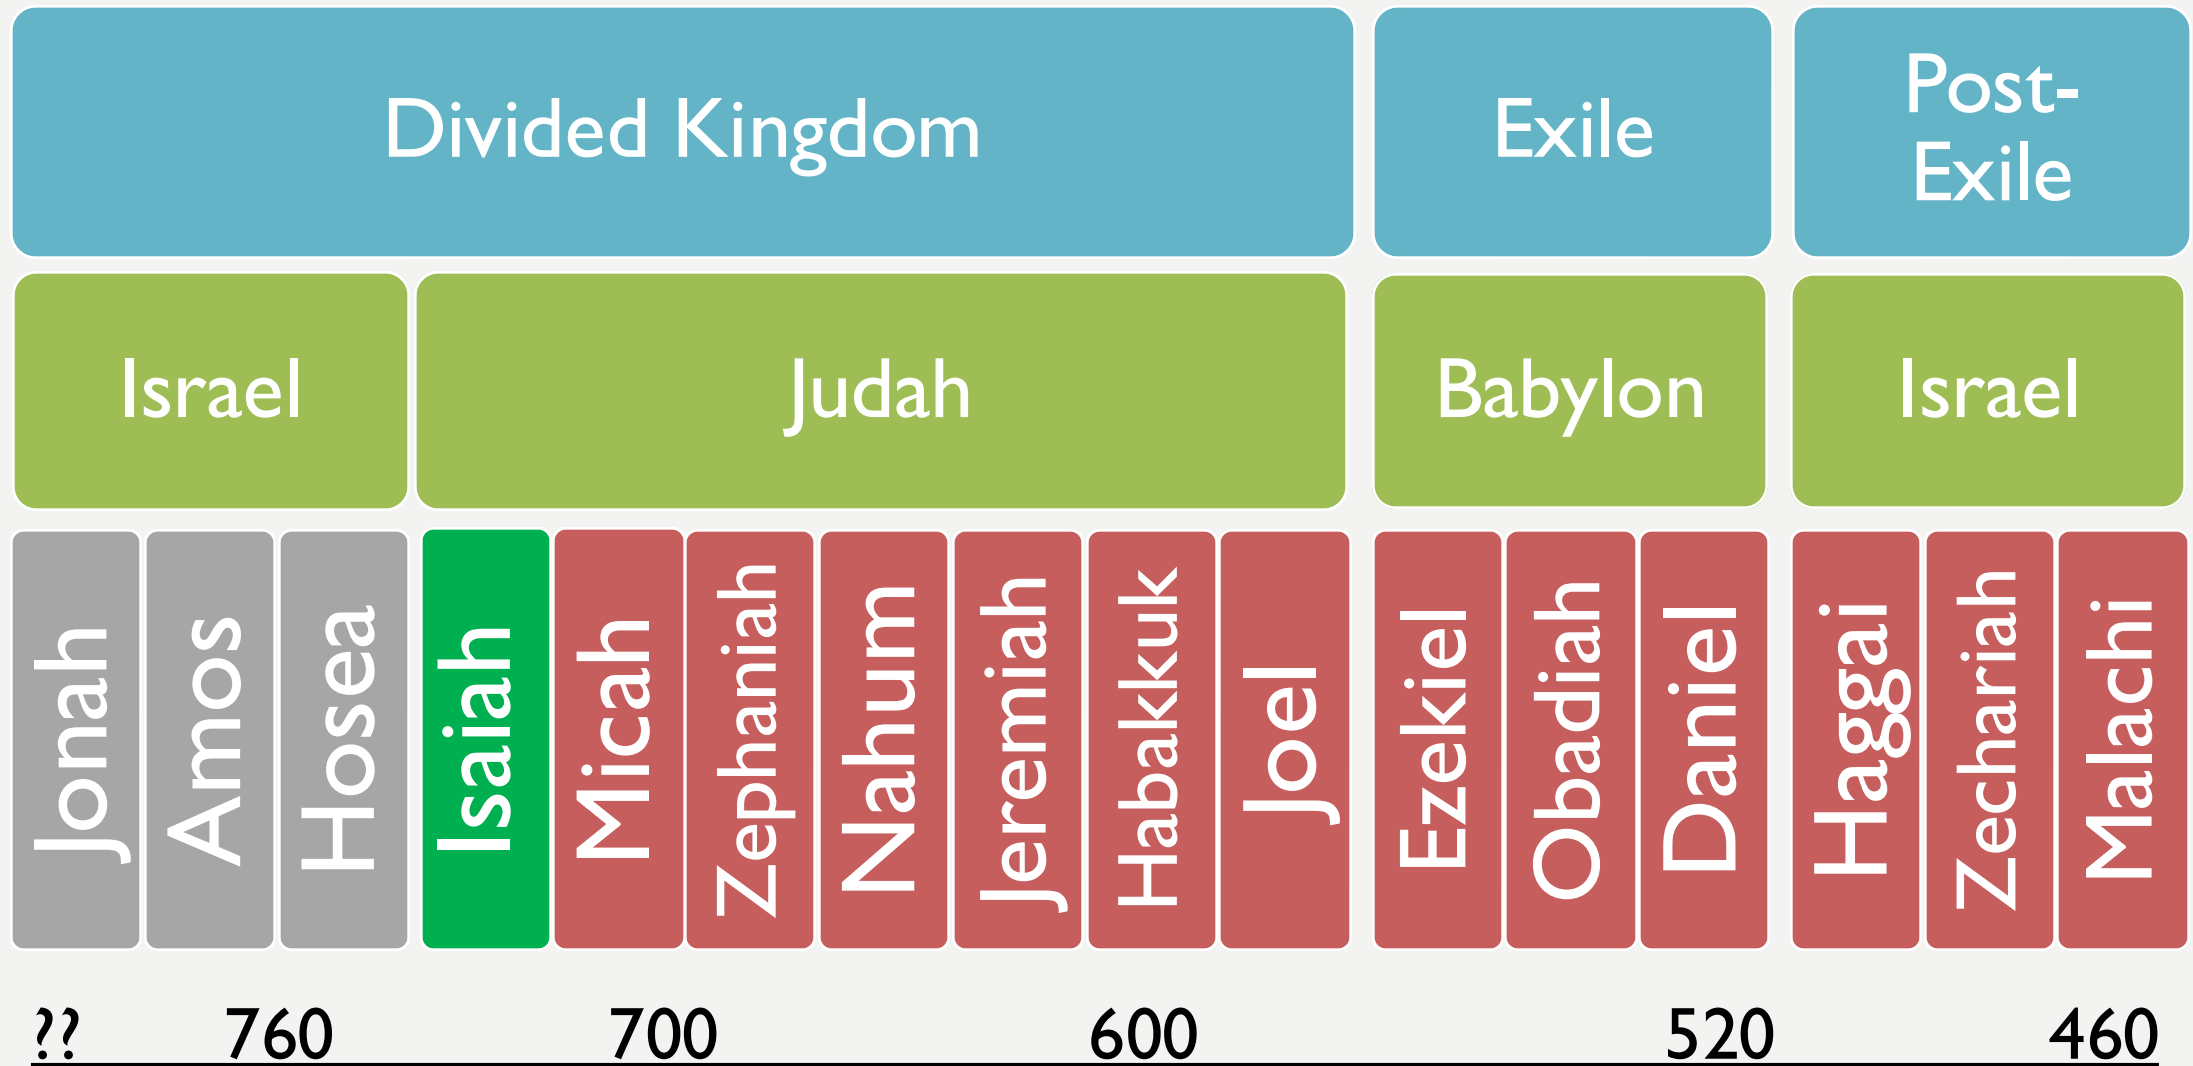 Divided Kingdom
Exile
Post-
Exile
Israel
Judah
Babylon
Israel
Jonah
Amos
Hosea
Isaiah
Micah
Zephaniah
Nahum
Jeremiah
Habakkuk
Joel
Ezekiel
Obadiah
Daniel
Haggai
Zechariah
Malachi
?? 760 700 600 520 460